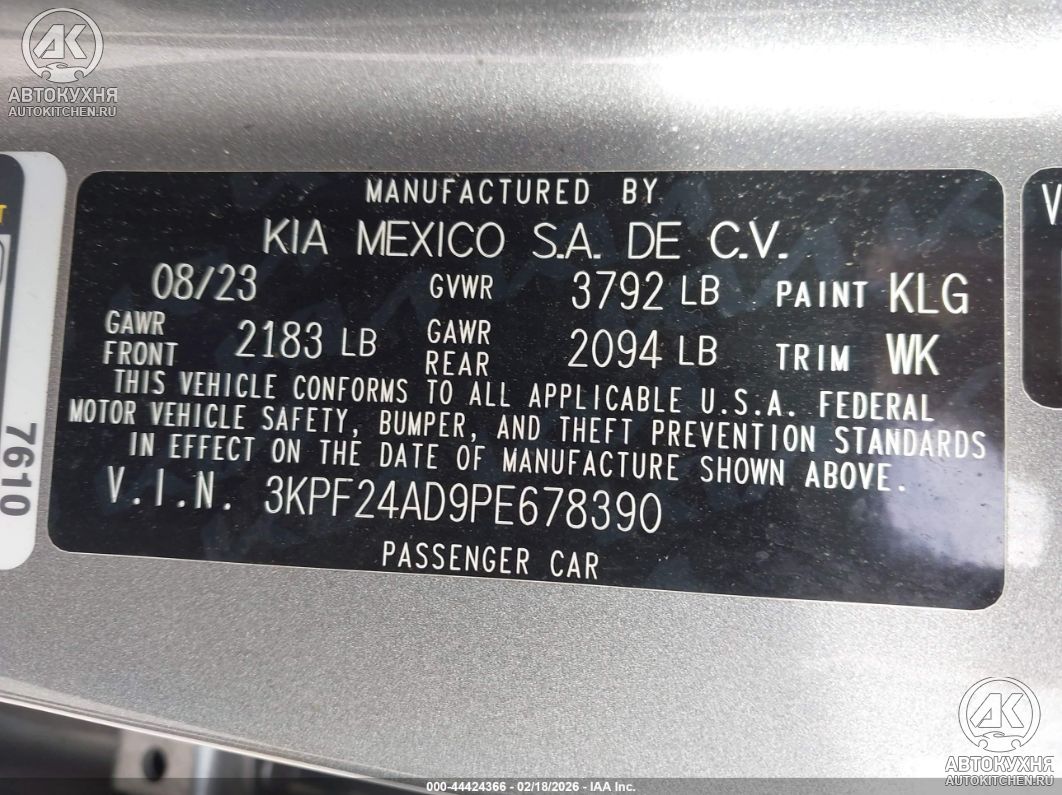 АК
АВТОКУХНЯ
AUTOKITCHEN.RU
MANUFACTURED BY
KIA MEXICO S.A. DE C.V.
08/23 GVWR 3792 LB PAINT KLG
GAWR FRONT 2183 LB GAWR REAR 2094 LB TRIM WK
THIS VEHICLE CONFORMS TO ALL APPLICABLE U.S.A. FEDERAL
MOTOR VEHICLE SAFETY, BUMPER, AND THEFT PREVENTION STANDARDS
IN EFFECT ON THE DATE OF MANUFACTURE SHOWN ABOVE.
V.I.N. 3KPF24AD9PE678390
PASSENGER CAR
7610
АК
АВТОКУХНЯ
AUTOKITCHEN.RU
000-44424366 - 02/18/2026 - IAA Inc.